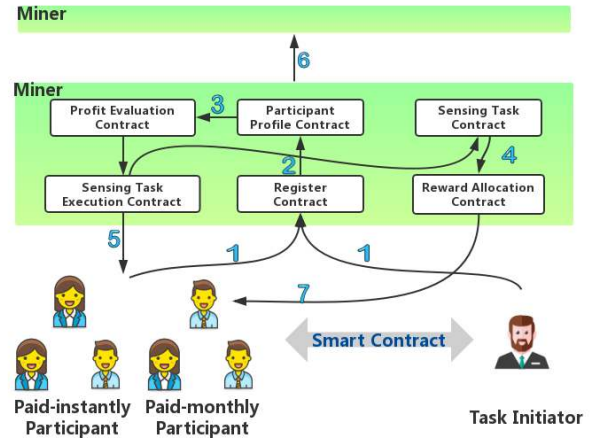 Miner
6
Miner
Profit Evaluation
Contract
3
Participant
Profile Contract
Sensing Task
Contract
2
4
Sensing Task
Execution Contract
Register
Contract
Reward Allocation
Contract
5
1
1
7
Smart Contract
Paid-instantly
Participant
Paid-monthly
Participant
Task Initiator